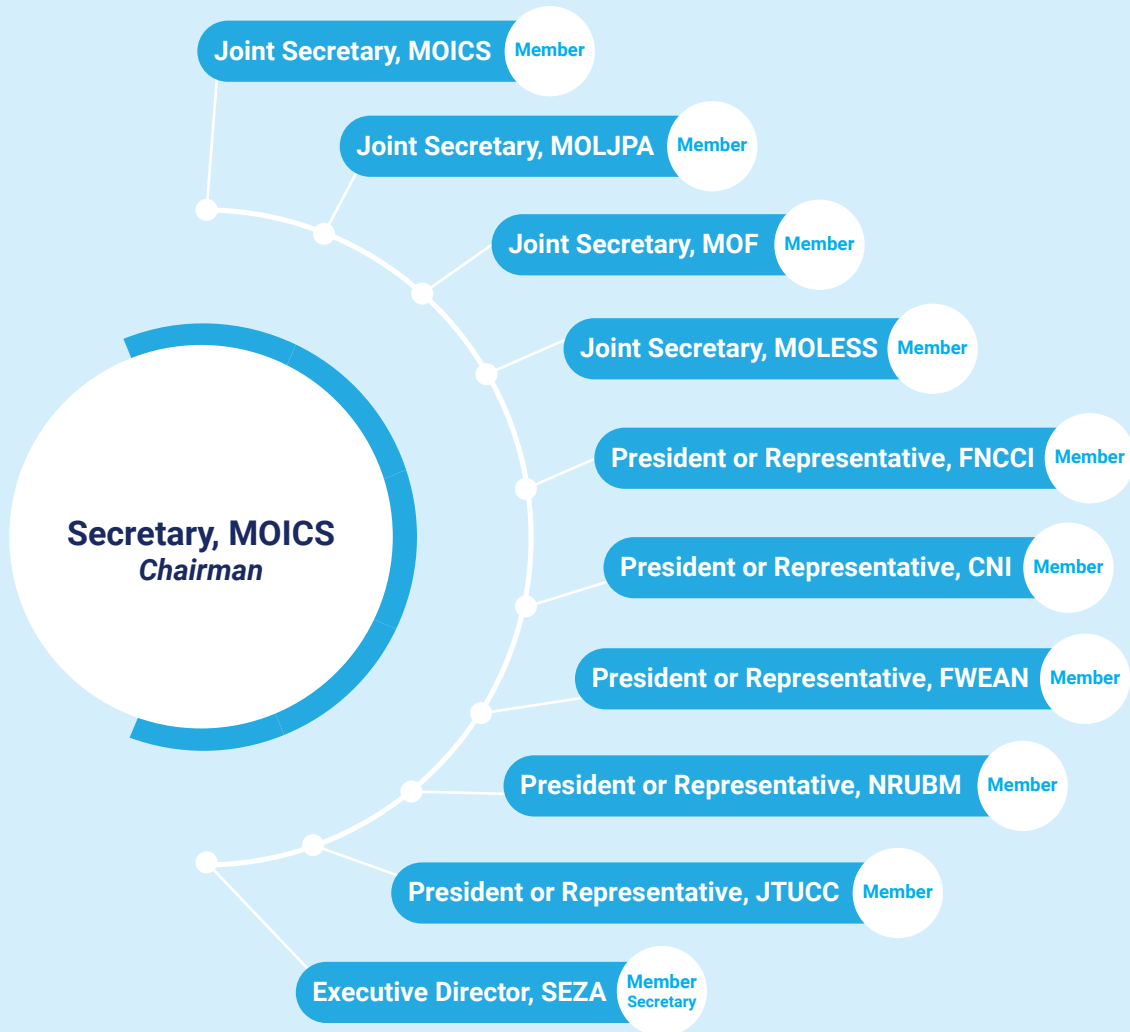 Joint Secretary, MOICS Member
Joint Secretary, MOLJPA Member
Joint Secretary, MOF Member
Joint Secretary, MOLESS Member
President or Representative, FNCCI Member
Secretary, MOICS
Chairman
President or Representative, CNI Member
President or Representative, FWEAN Member
President or Representative, NRUBM Member
President or Representative, JTUCC Member
Executive Director, SEZA Member
Secretary